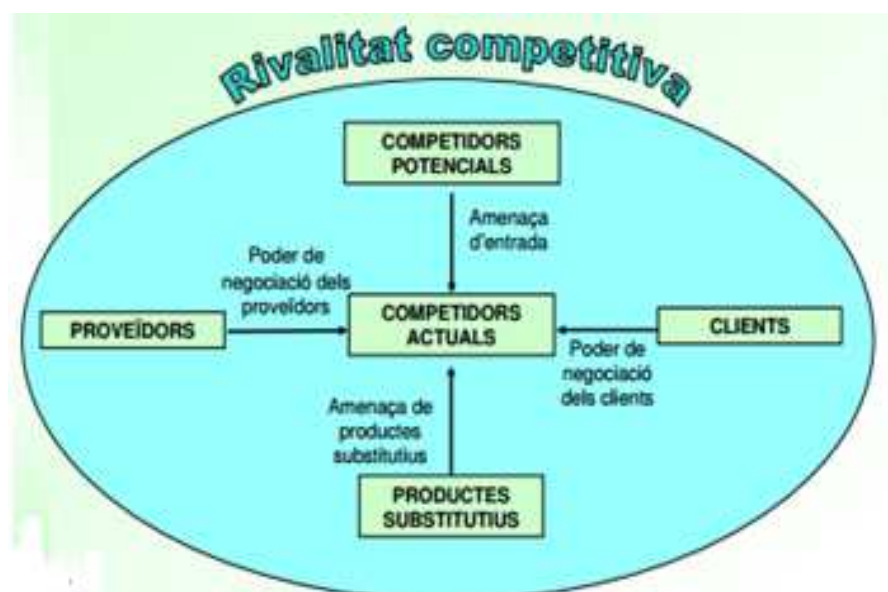 Rivalitat competitiva
COMPETIDORS
POTENCIALS
Amenaça
d'entrada
Poder de
negociació dels
proveïdors
PROVEÏDORS
COMPETIDORS
ACTUALS
CLIENTS
Poder de
negociació
dels clients
Amenaça de
productes
substitutius
PRODUCTES
SUBSTITUTIUS